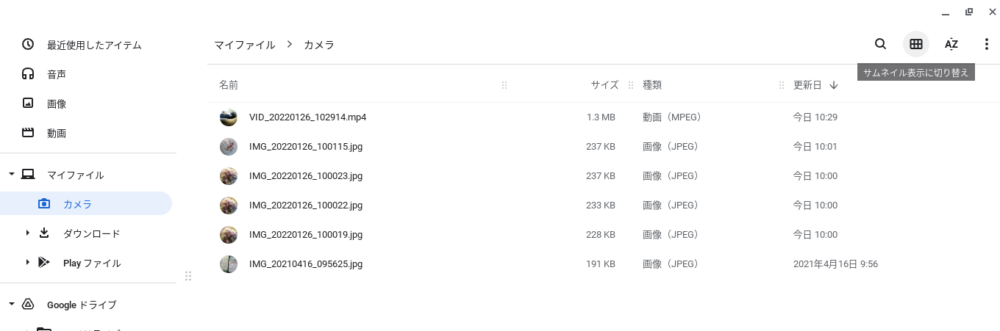 最近使用したアイテム
音声
画像
動画
マイファイル
カメラ
ダウンロード
Play ファイル
Google ドライブ
マイファイル > カメラ
AZ
サムネイル表示に切り替え
名前 サイズ 種類 更新日
VID_20220126_102914.mp4 1.3 MB 動画（MPEG） 今日 10:29
IMG_20220126_100115.jpg 237 KB 画像（JPEG） 今日 10:01
IMG_20220126_100023.jpg 237 KB 画像（JPEG） 今日 10:00
IMG_20220126_100022.jpg 233 KB 画像（JPEG） 今日 10:00
IMG_20220126_100019.jpg 228 KB 画像（JPEG） 今日 10:00
IMG_20210416_095625.jpg 191 KB 画像（JPEG） 2021年4月16日 9:56